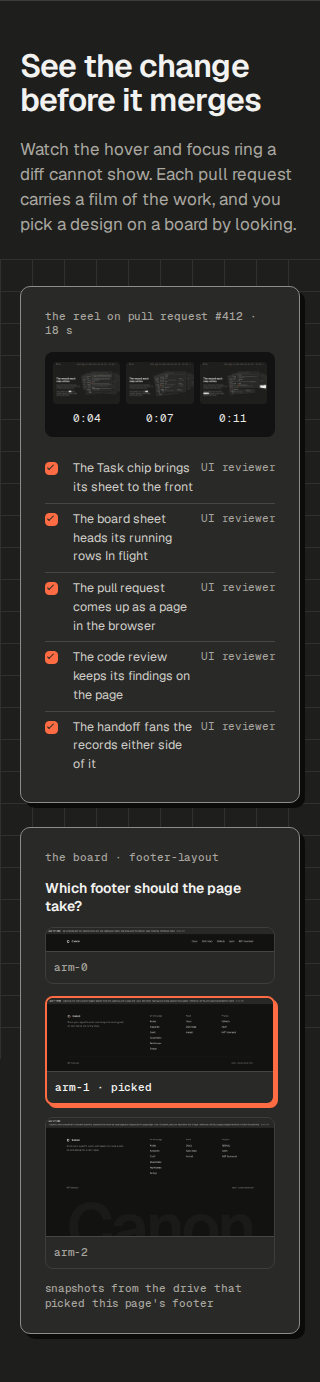 See the change
before it merges
Watch the hover and focus ring a
diff cannot show. Each pull request
carries a film of the work, and you
pick a design on a board by looking.
the reel on pull request #412 ·
18 s
0:04 0:07 0:11
The Task chip brings UI reviewer
its sheet to the front
The board sheet UI reviewer
heads its running
rows In flight
The pull request UI reviewer
comes up as a page
in the browser
The code review UI reviewer
keeps its findings on
the page
The handoff fans the UI reviewer
records either side
of it
the board · footer-layout
Which footer should the page
take?
arm-0
arm-1 · picked
Canon
arm-2
snapshots from the drive that
picked this page's footer